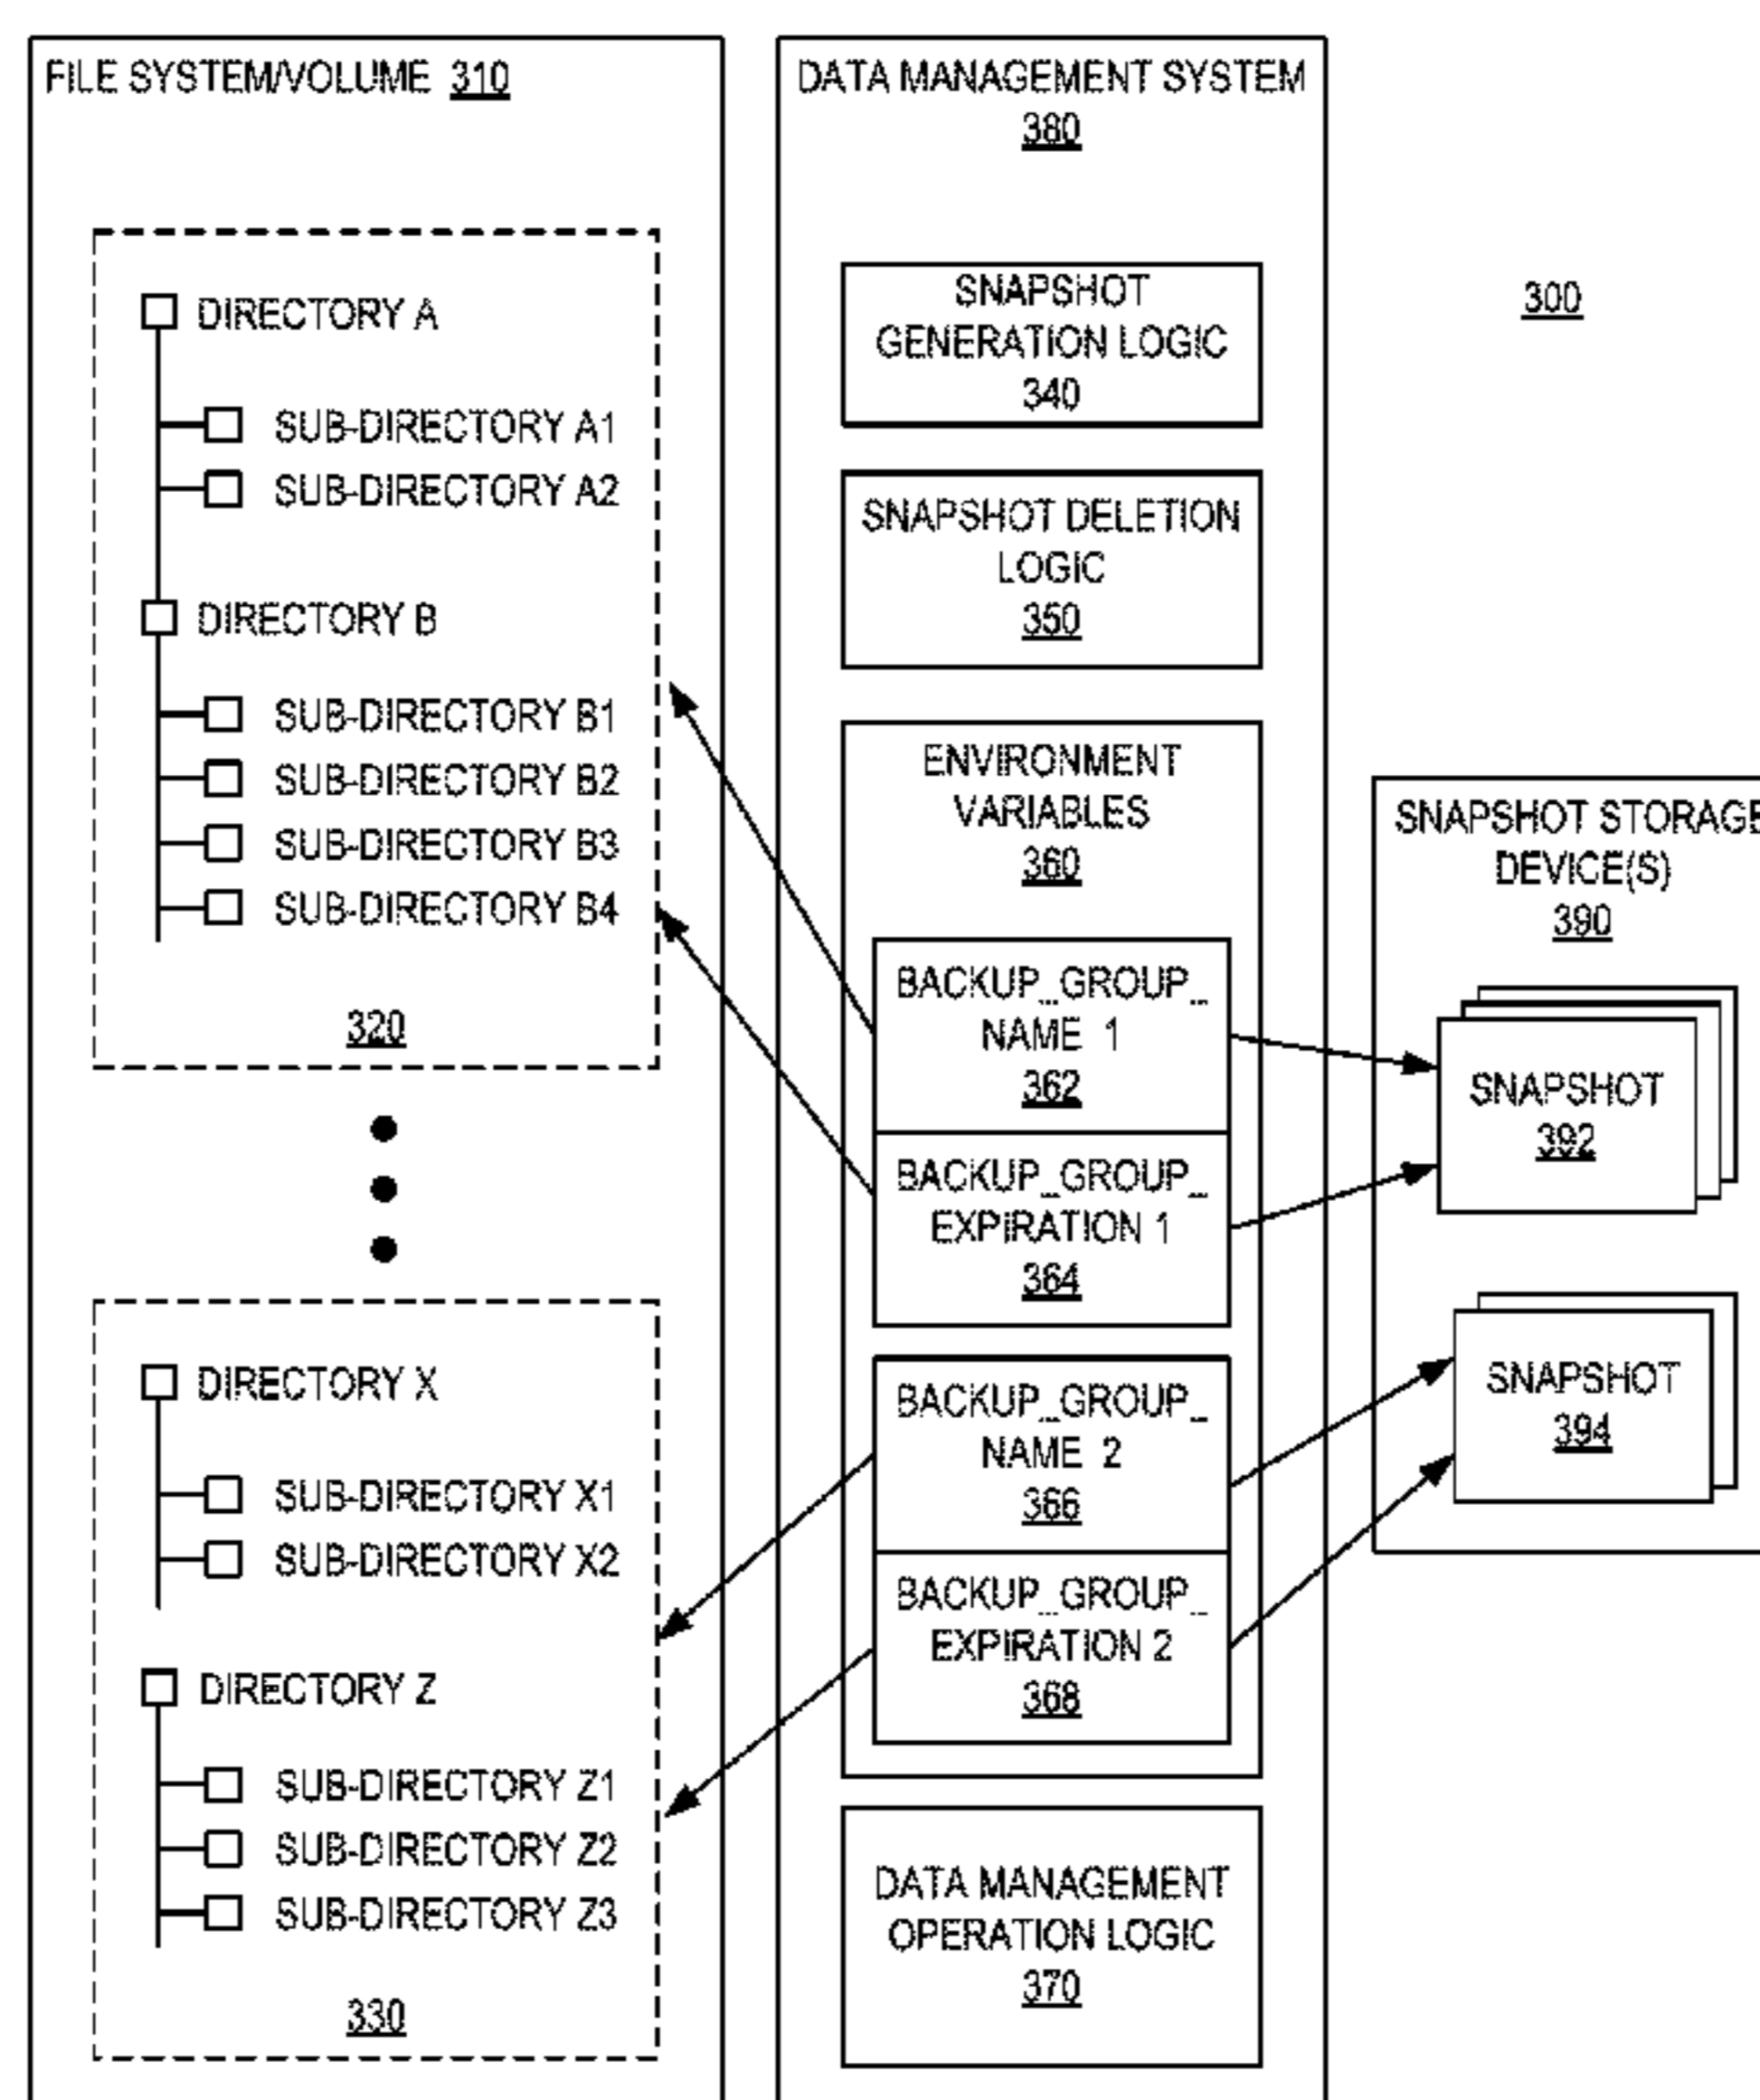 FILE SYSTEM/VOLUME 310
DIRECTORY A
SUB-DIRECTORY A1
SUB-DIRECTORY A2
DIRECTORY B
SUB-DIRECTORY B1
SUB-DIRECTORY B2
SUB-DIRECTORY B3
SUB-DIRECTORY B4
320
DIRECTORY X
SUB-DIRECTORY X1
SUB-DIRECTORY X2
DIRECTORY Z
SUB-DIRECTORY Z1
SUB-DIRECTORY Z2
SUB-DIRECTORY Z3
330
DATA MANAGEMENT SYSTEM
380
SNAPSHOT
GENERATION LOGIC
340
SNAPSHOT DELETION
LOGIC
350
ENVIRONMENT
VARIABLES
360
BACKUP_GROUP_
NAME 1
362
BACKUP_GROUP_
EXPIRATION 1
364
BACKUP_GROUP_
NAME 2
366
BACKUP_GROUP_
EXPIRATION 2
368
DATA MANAGEMENT
OPERATION LOGIC
370
300
SNAPSHOT STORAGE
DEVICE(S)
390
SNAPSHOT
392
SNAPSHOT
394